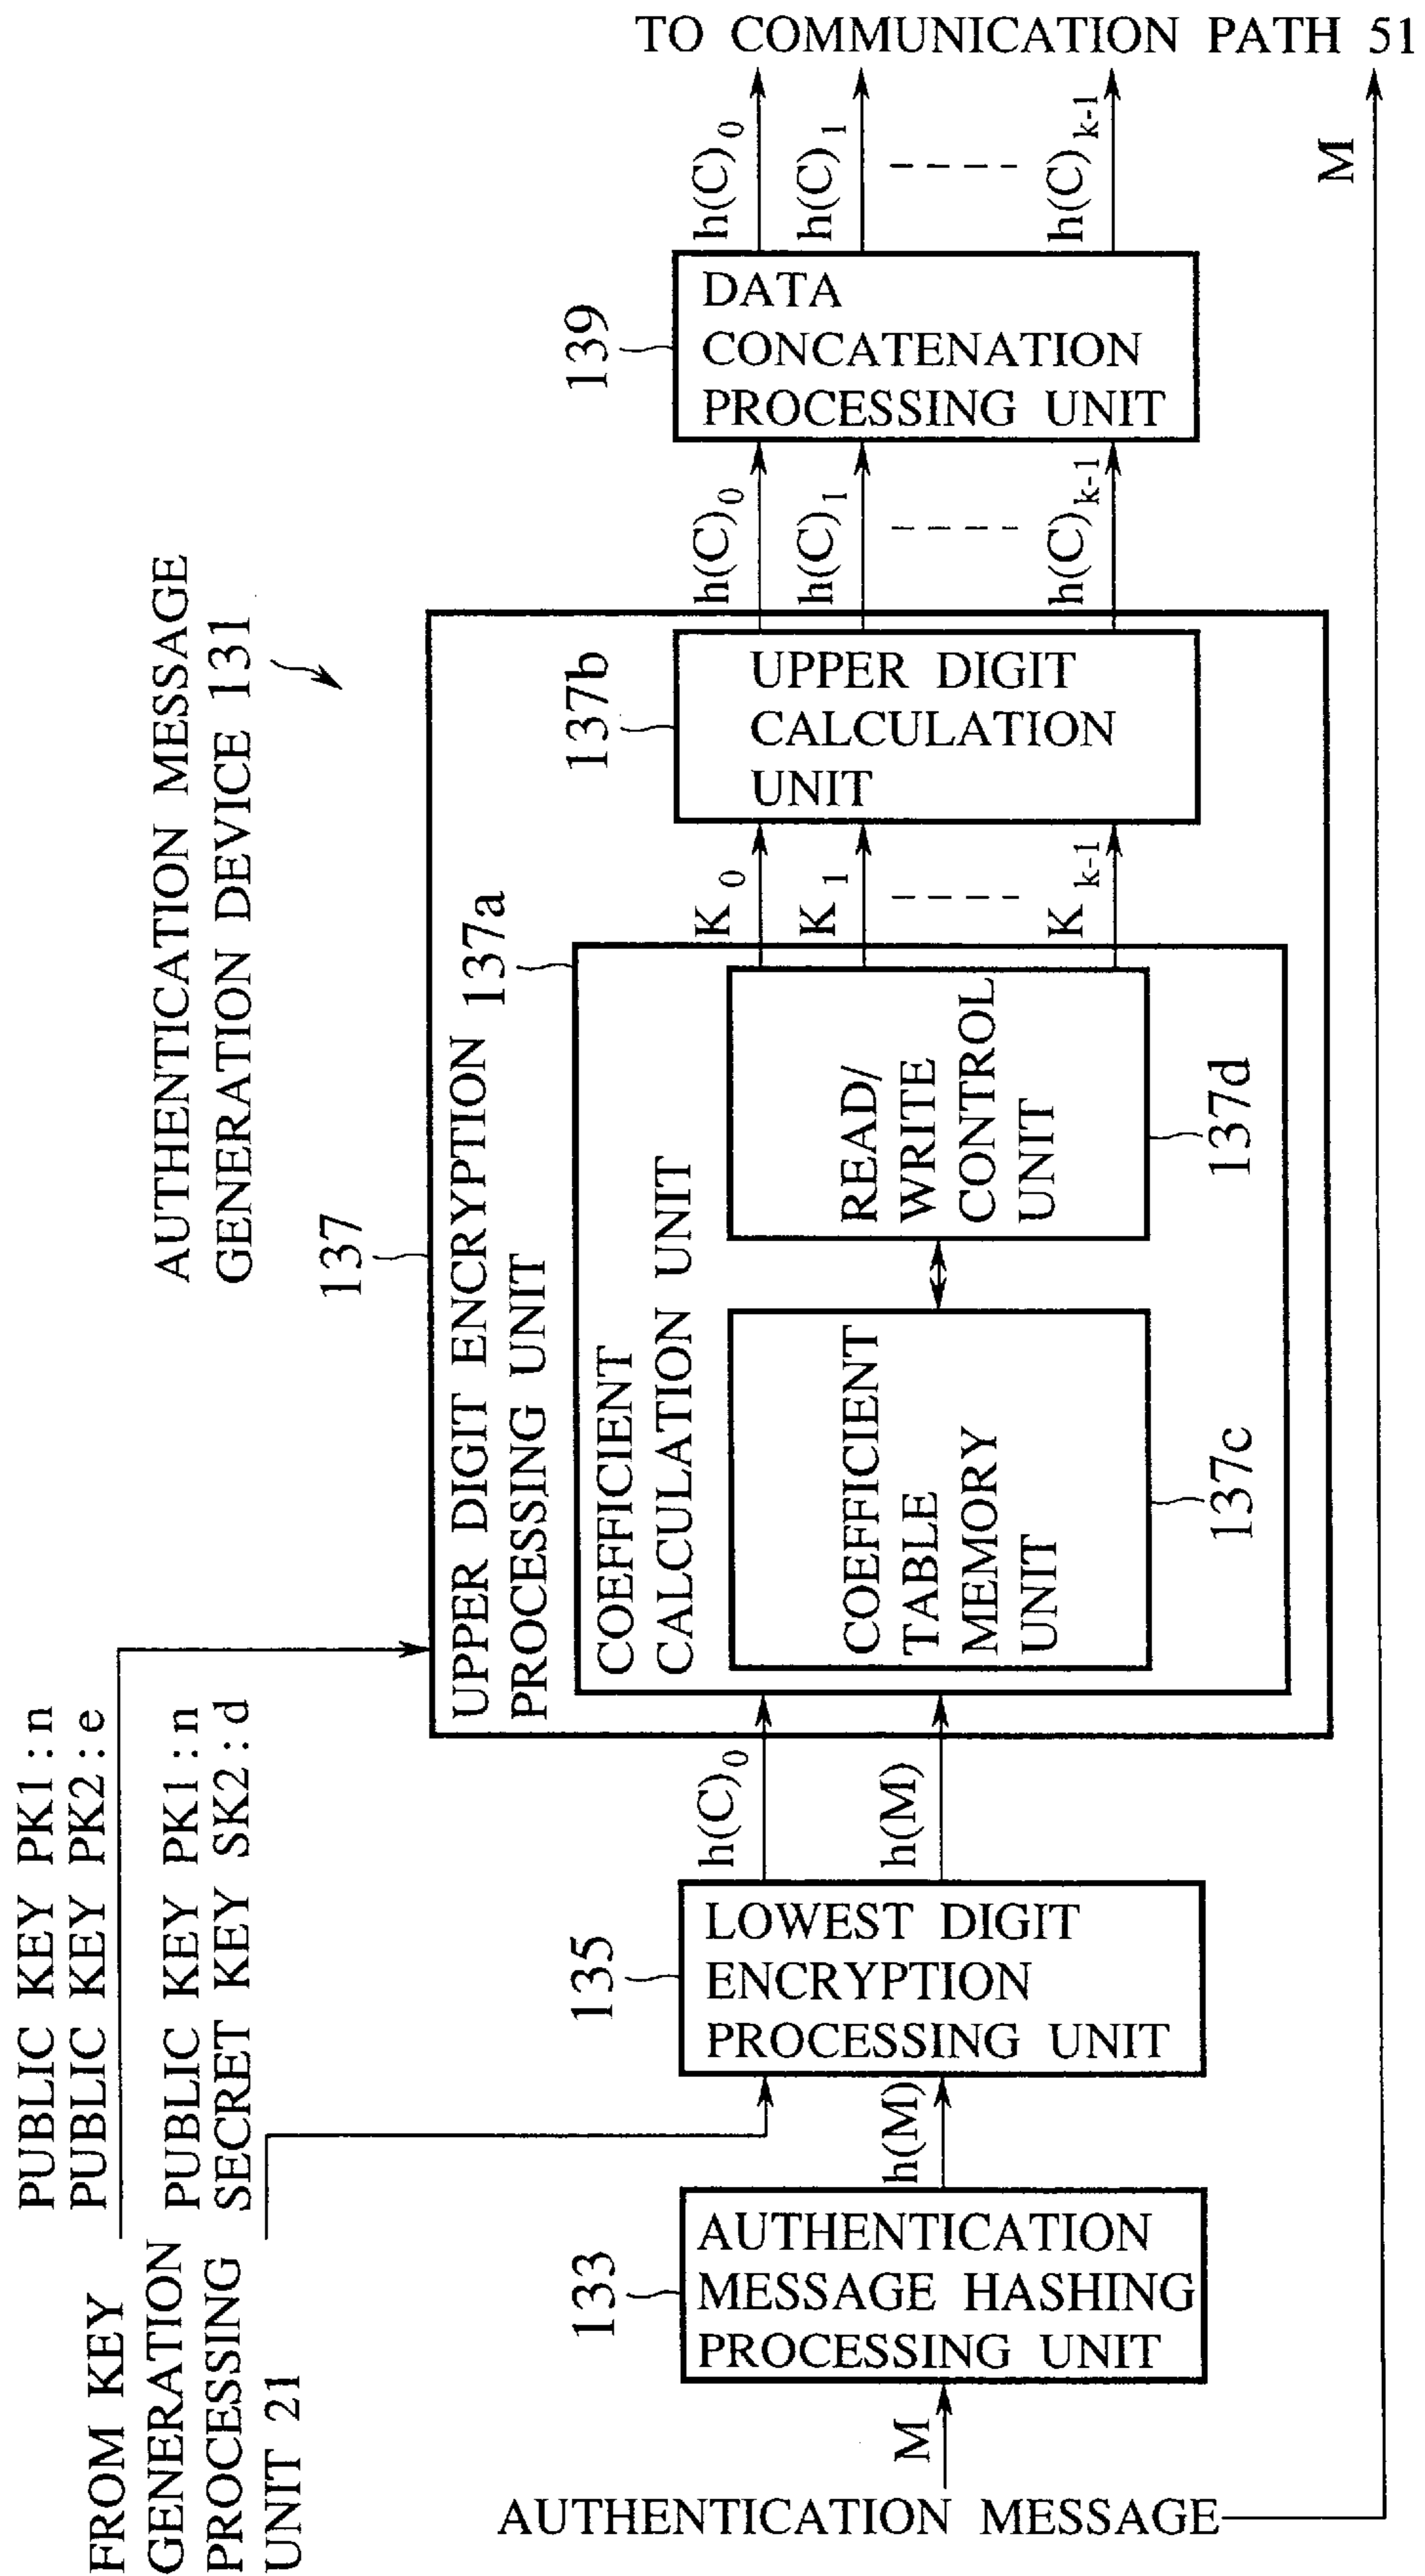 AUTHENTICATION MESSAGE
GENERATION DEVICE 131
FROM KEY
GENERATION
PROCESSING
UNIT 21
PUBLIC KEY PK1 : n
PUBLIC KEY PK2 : e
PUBLIC KEY PK1 : n
SECRET KEY SK2 : d
AUTHENTICATION MESSAGE
M
133
AUTHENTICATION
MESSAGE HASHING
PROCESSING UNIT
h(M)
135
LOWEST DIGIT
ENCRYPTION
PROCESSING UNIT
h(C)0
h(M)
137
UPPER DIGIT ENCRYPTION
PROCESSING UNIT
137a
COEFFICIENT
CALCULATION UNIT
COEFFICIENT
TABLE
MEMORY
UNIT
137c
READ/
WRITE
CONTROL
UNIT
137d
K 0
K 1
K k-1
137b
UPPER DIGIT
CALCULATION
UNIT
h(C)0
h(C)1
h(C)k-1
139
DATA
CONCATENATION
PROCESSING UNIT
h(C)0
h(C)1
h(C)k-1
M
TO COMMUNICATION PATH 51